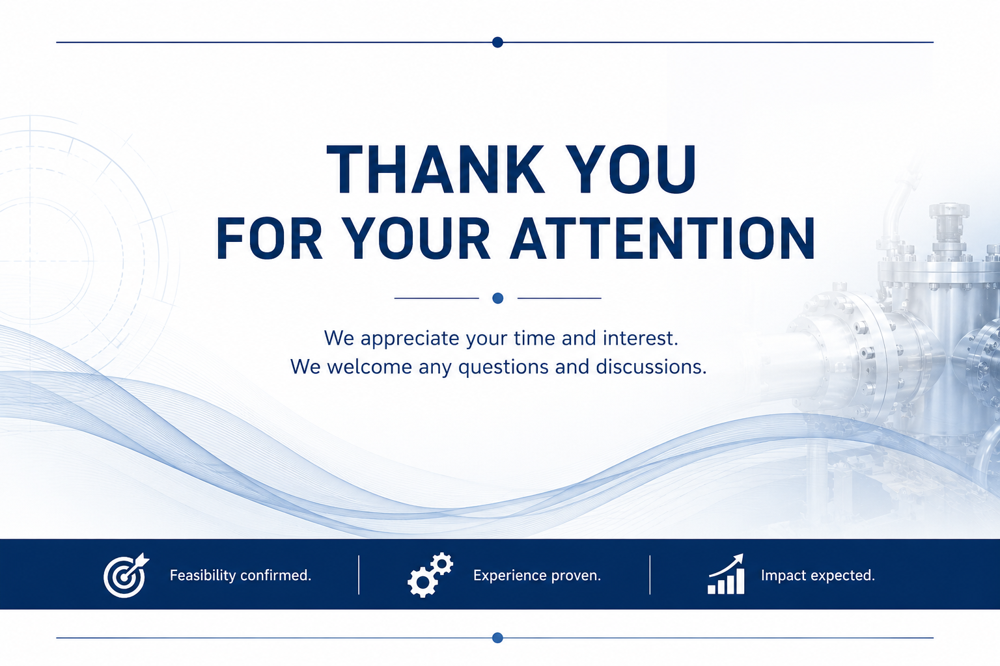 THANK YOU
FOR YOUR ATTENTION
We appreciate your time and interest.
We welcome any questions and discussions.
Feasibility confirmed.
Experience proven.
Impact expected.